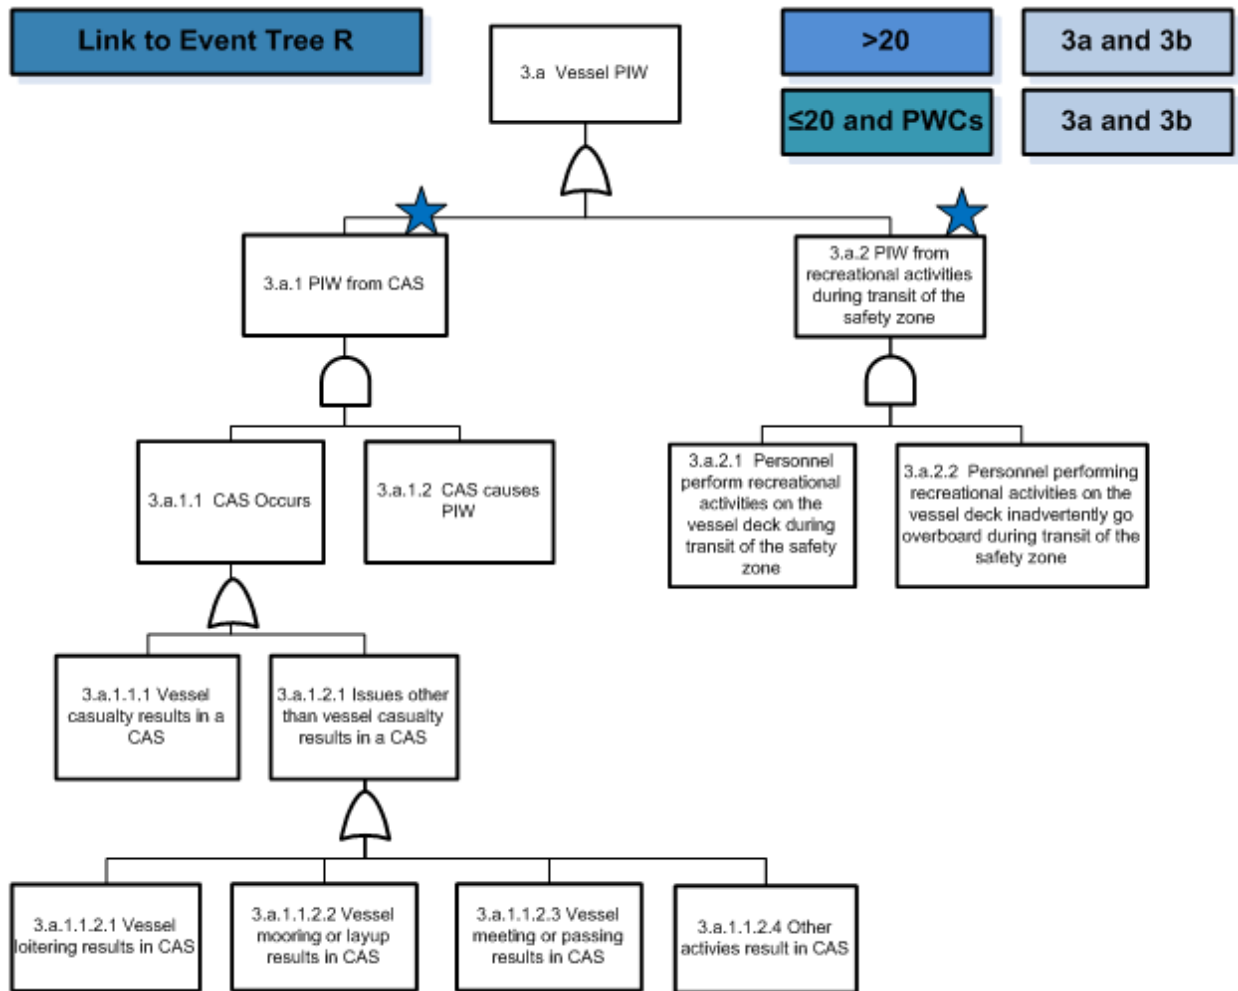 Link to Event Tree R
3.a Vessel PIW
>20
3a and 3b
≤20 and PWCs
3a and 3b
3.a.1 PIW from CAS
3.a.2 PIW from
recreational activities
during transit of the
safety zone
3.a.1.1 CAS Occurs
3.a.1.2 CAS causes
PIW
3.a.2.1 Personnel
perform recreational
activities on the
vessel deck during
transit of the safety
zone
3.a.2.2 Personnel performing
recreational activities on the
vessel deck inadvertently go
overboard during transit of the
safety zone
3.a.1.1.1 Vessel
casualty results in a
CAS
3.a.1.2.1 Issues other
than vessel casualty
results in a CAS
3.a.1.1.2.1 Vessel
loitering results in CAS
3.a.1.1.2.2 Vessel
mooring or layup
results in CAS
3.a.1.1.2.3 Vessel
meeting or passing
results in CAS
3.a.1.1.2.4 Other
activies result in CAS